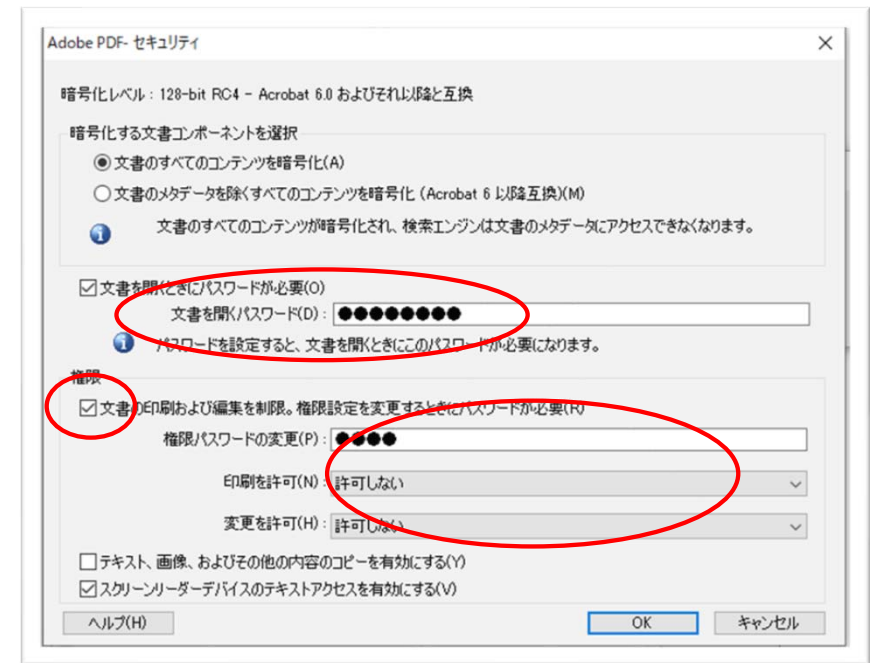 Adobe PDF- セキュリティ
暗号化レベル : 128-bit RC4 - Acrobat 6.0 およびそれ以降と互換
暗号化する文書コンポーネントを選択
文書のすべてのコンテンツを暗号化(A)
文書のメタデータを除くすべてのコンテンツを暗号化 (Acrobat 6 以降互換)(M)
文書のすべてのコンテンツが暗号化され、検索エンジンは文書のメタデータにアクセスできなくなります。
文書を開くときにパスワードが必要(O)
文書を開くパスワード(D) : ●●●●●●●●
パスワードを設定すると、文書を開くときにこのパスワードが必要になります。
権限
文書の印刷および編集を制限。権限設定を変更するときにパスワードが必要(R)
権限パスワードの変更(P) : ●●●●
印刷を許可(N) : 許可しない
変更を許可(H) : 許可しない
テキスト、画像、およびその他の内容のコピーを有効にする(Y)
スクリーンリーダーデバイスのテキストアクセスを有効にする(V)
ヘルプ(H) OK キャンセル